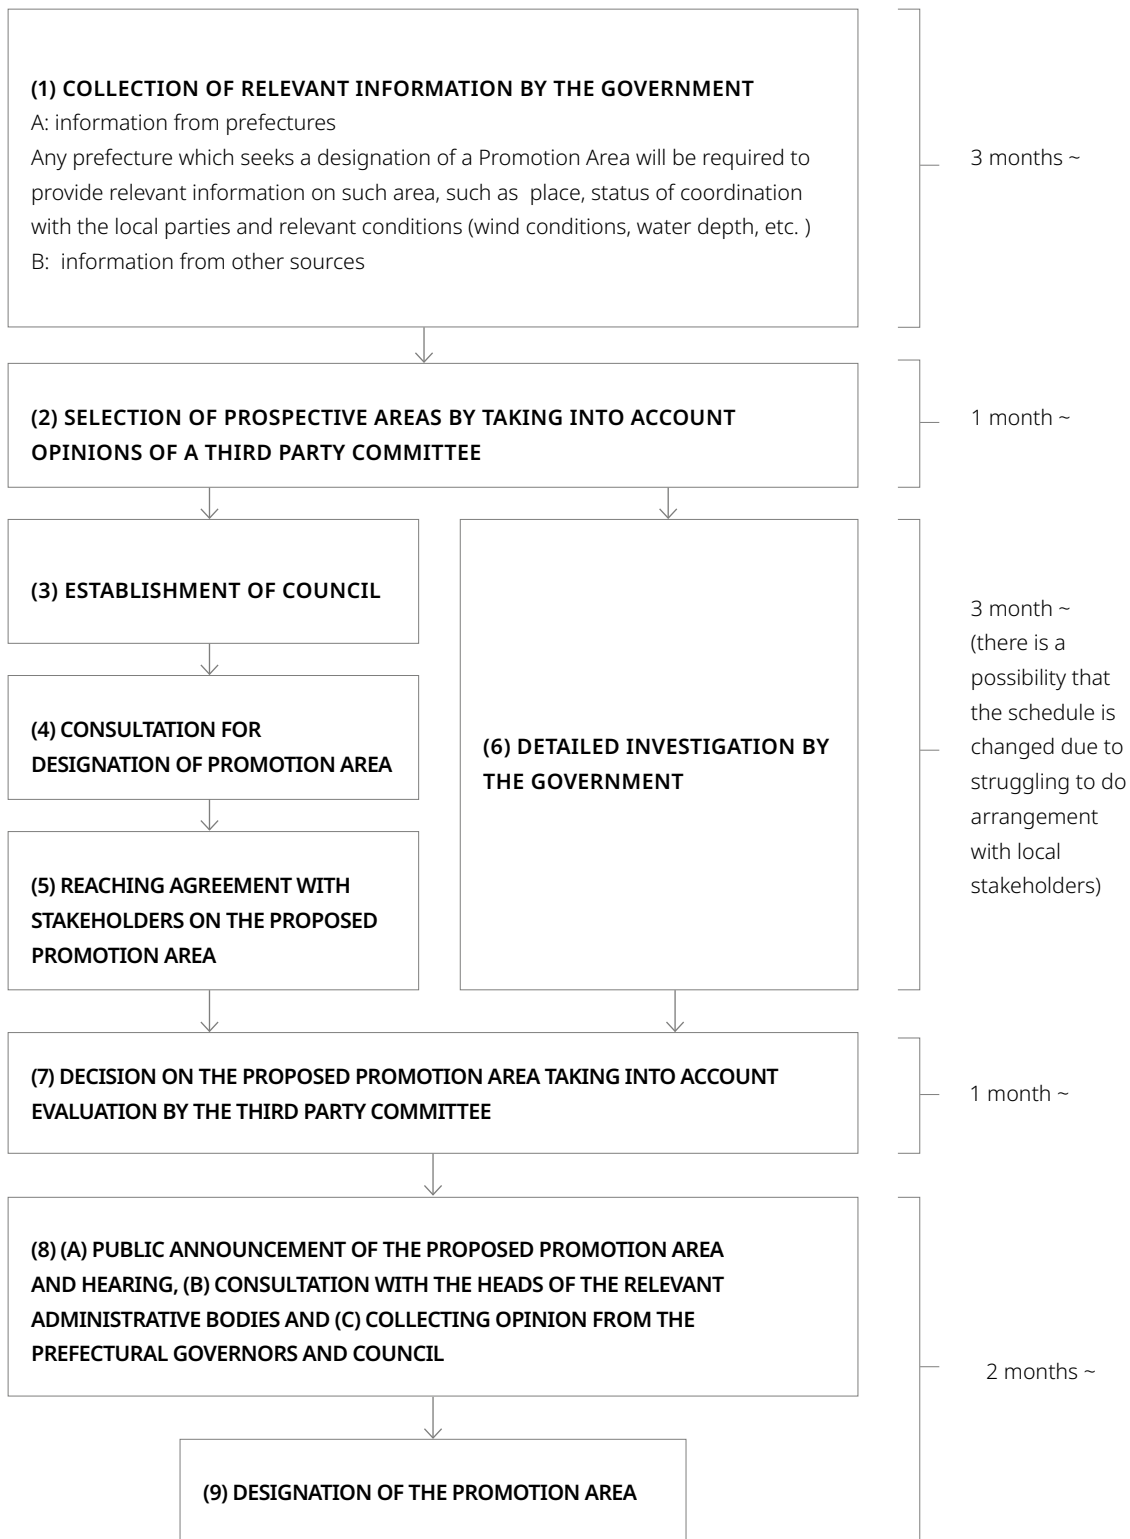 (1) COLLECTION OF RELEVANT INFORMATION BY THE GOVERNMENT
A: information from prefectures
Any prefecture which seeks a designation of a Promotion Area will be required to
provide relevant information on such area, such as place, status of coordination
with the local parties and relevant conditions (wind conditions, water depth, etc. )
B: information from other sources
3 months ~
(2) SELECTION OF PROSPECTIVE AREAS BY TAKING INTO ACCOUNT
OPINIONS OF A THIRD PARTY COMMITTEE
1 month ~
(3) ESTABLISHMENT OF COUNCIL
(4) CONSULTATION FOR
DESIGNATION OF PROMOTION AREA
(5) REACHING AGREEMENT WITH
STAKEHOLDERS ON THE PROPOSED
PROMOTION AREA
(6) DETAILED INVESTIGATION BY
THE GOVERNMENT
3 month ~
(there is a
possibility that
the schedule is
changed due to
struggling to do
arrangement
with local
stakeholders)
(7) DECISION ON THE PROPOSED PROMOTION AREA TAKING INTO ACCOUNT
EVALUATION BY THE THIRD PARTY COMMITTEE
1 month ~
(8) (A) PUBLIC ANNOUNCEMENT OF THE PROPOSED PROMOTION AREA
AND HEARING, (B) CONSULTATION WITH THE HEADS OF THE RELEVANT
ADMINISTRATIVE BODIES AND (C) COLLECTING OPINION FROM THE
PREFECTURAL GOVERNORS AND COUNCIL
2 months ~
(9) DESIGNATION OF THE PROMOTION AREA